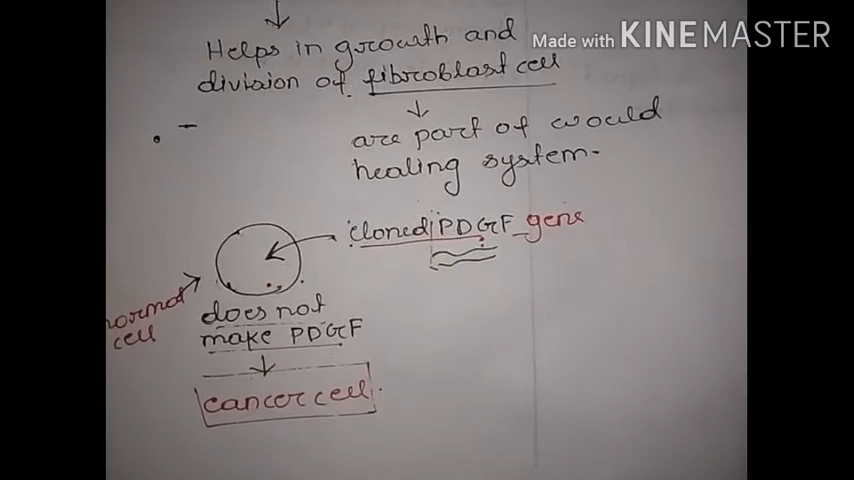 Helps in growth and
division of fibroblast cell
are part of would
healing system.
cloned PDGF gene
normal
cell
does not
make PDGF
cancer cell.
Made with KINEMASTER